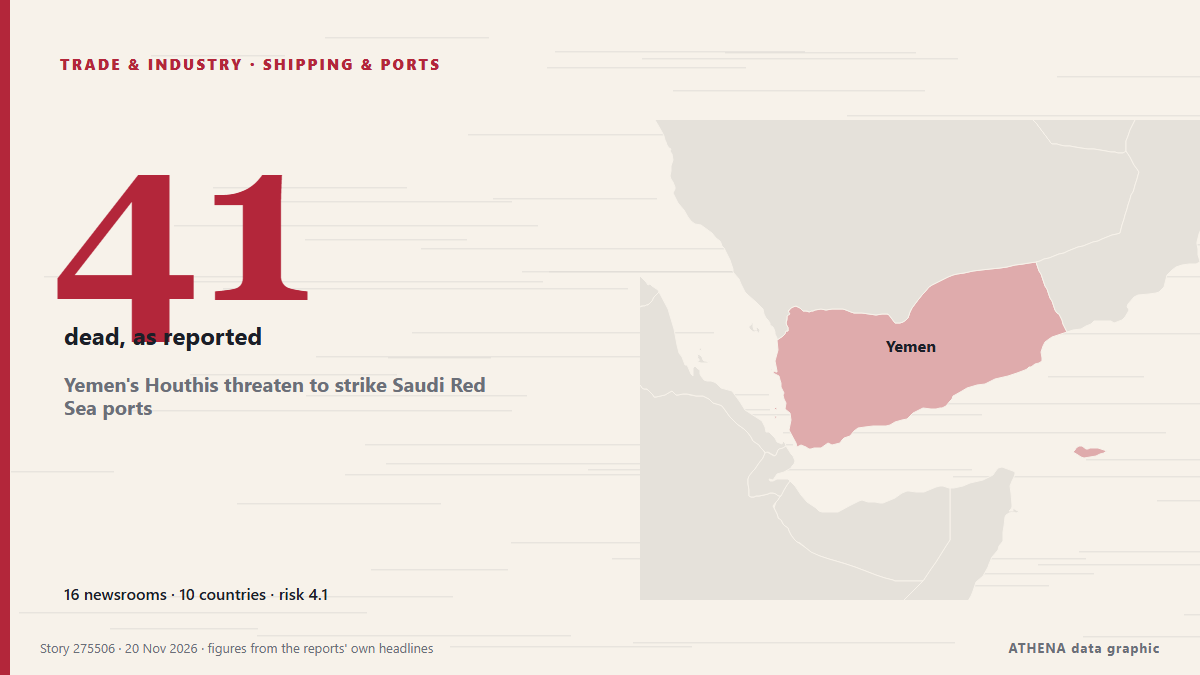 TRADE & INDUSTRY · SHIPPING & PORTS
41
dead, as reported
Yemen's Houthis threaten to strike Saudi Red
Sea ports
Yemen
16 newsrooms · 10 countries · risk 4.1
Story 275506 · 20 Nov 2026 · figures from the reports' own headlines
ATHENA data graphic